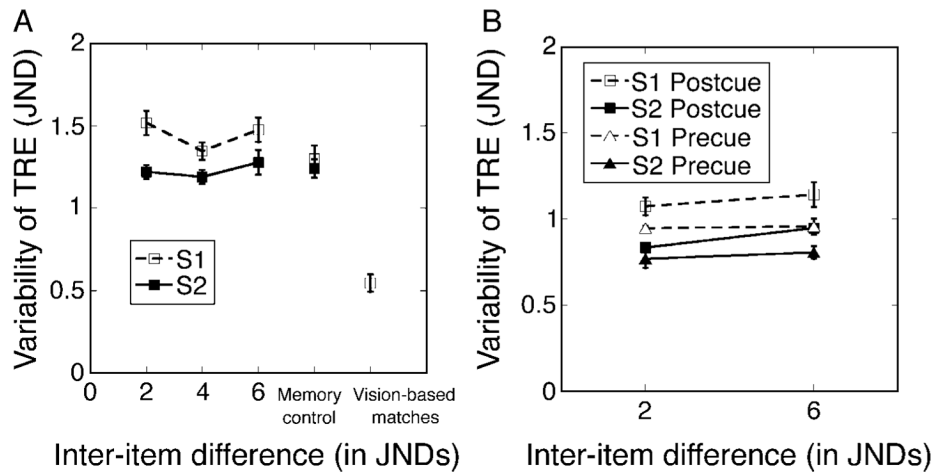 A
Variability of TRE (JND)
2
1.5
1
0.5
0
S1
S2
0 2 4 6 Memory control Vision-based matches
Inter-item difference (in JNDs)
B
Variability of TRE (JND)
2
1.5
1
0.5
0
S1 Postcue
S2 Postcue
S1 Precue
S2 Precue
2 6
Inter-item difference (in JNDs)